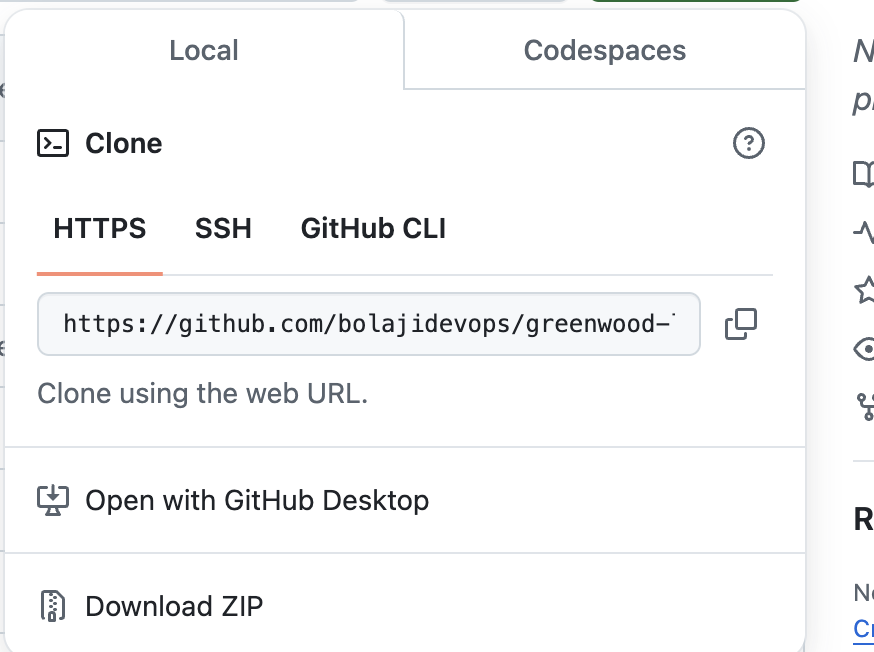 Local
Codespaces
Clone
HTTPS
SSH
GitHub CLI
https://github.com/bolajidevops/greenwood-
Clone using the web URL.
Open with GitHub Desktop
Download ZIP